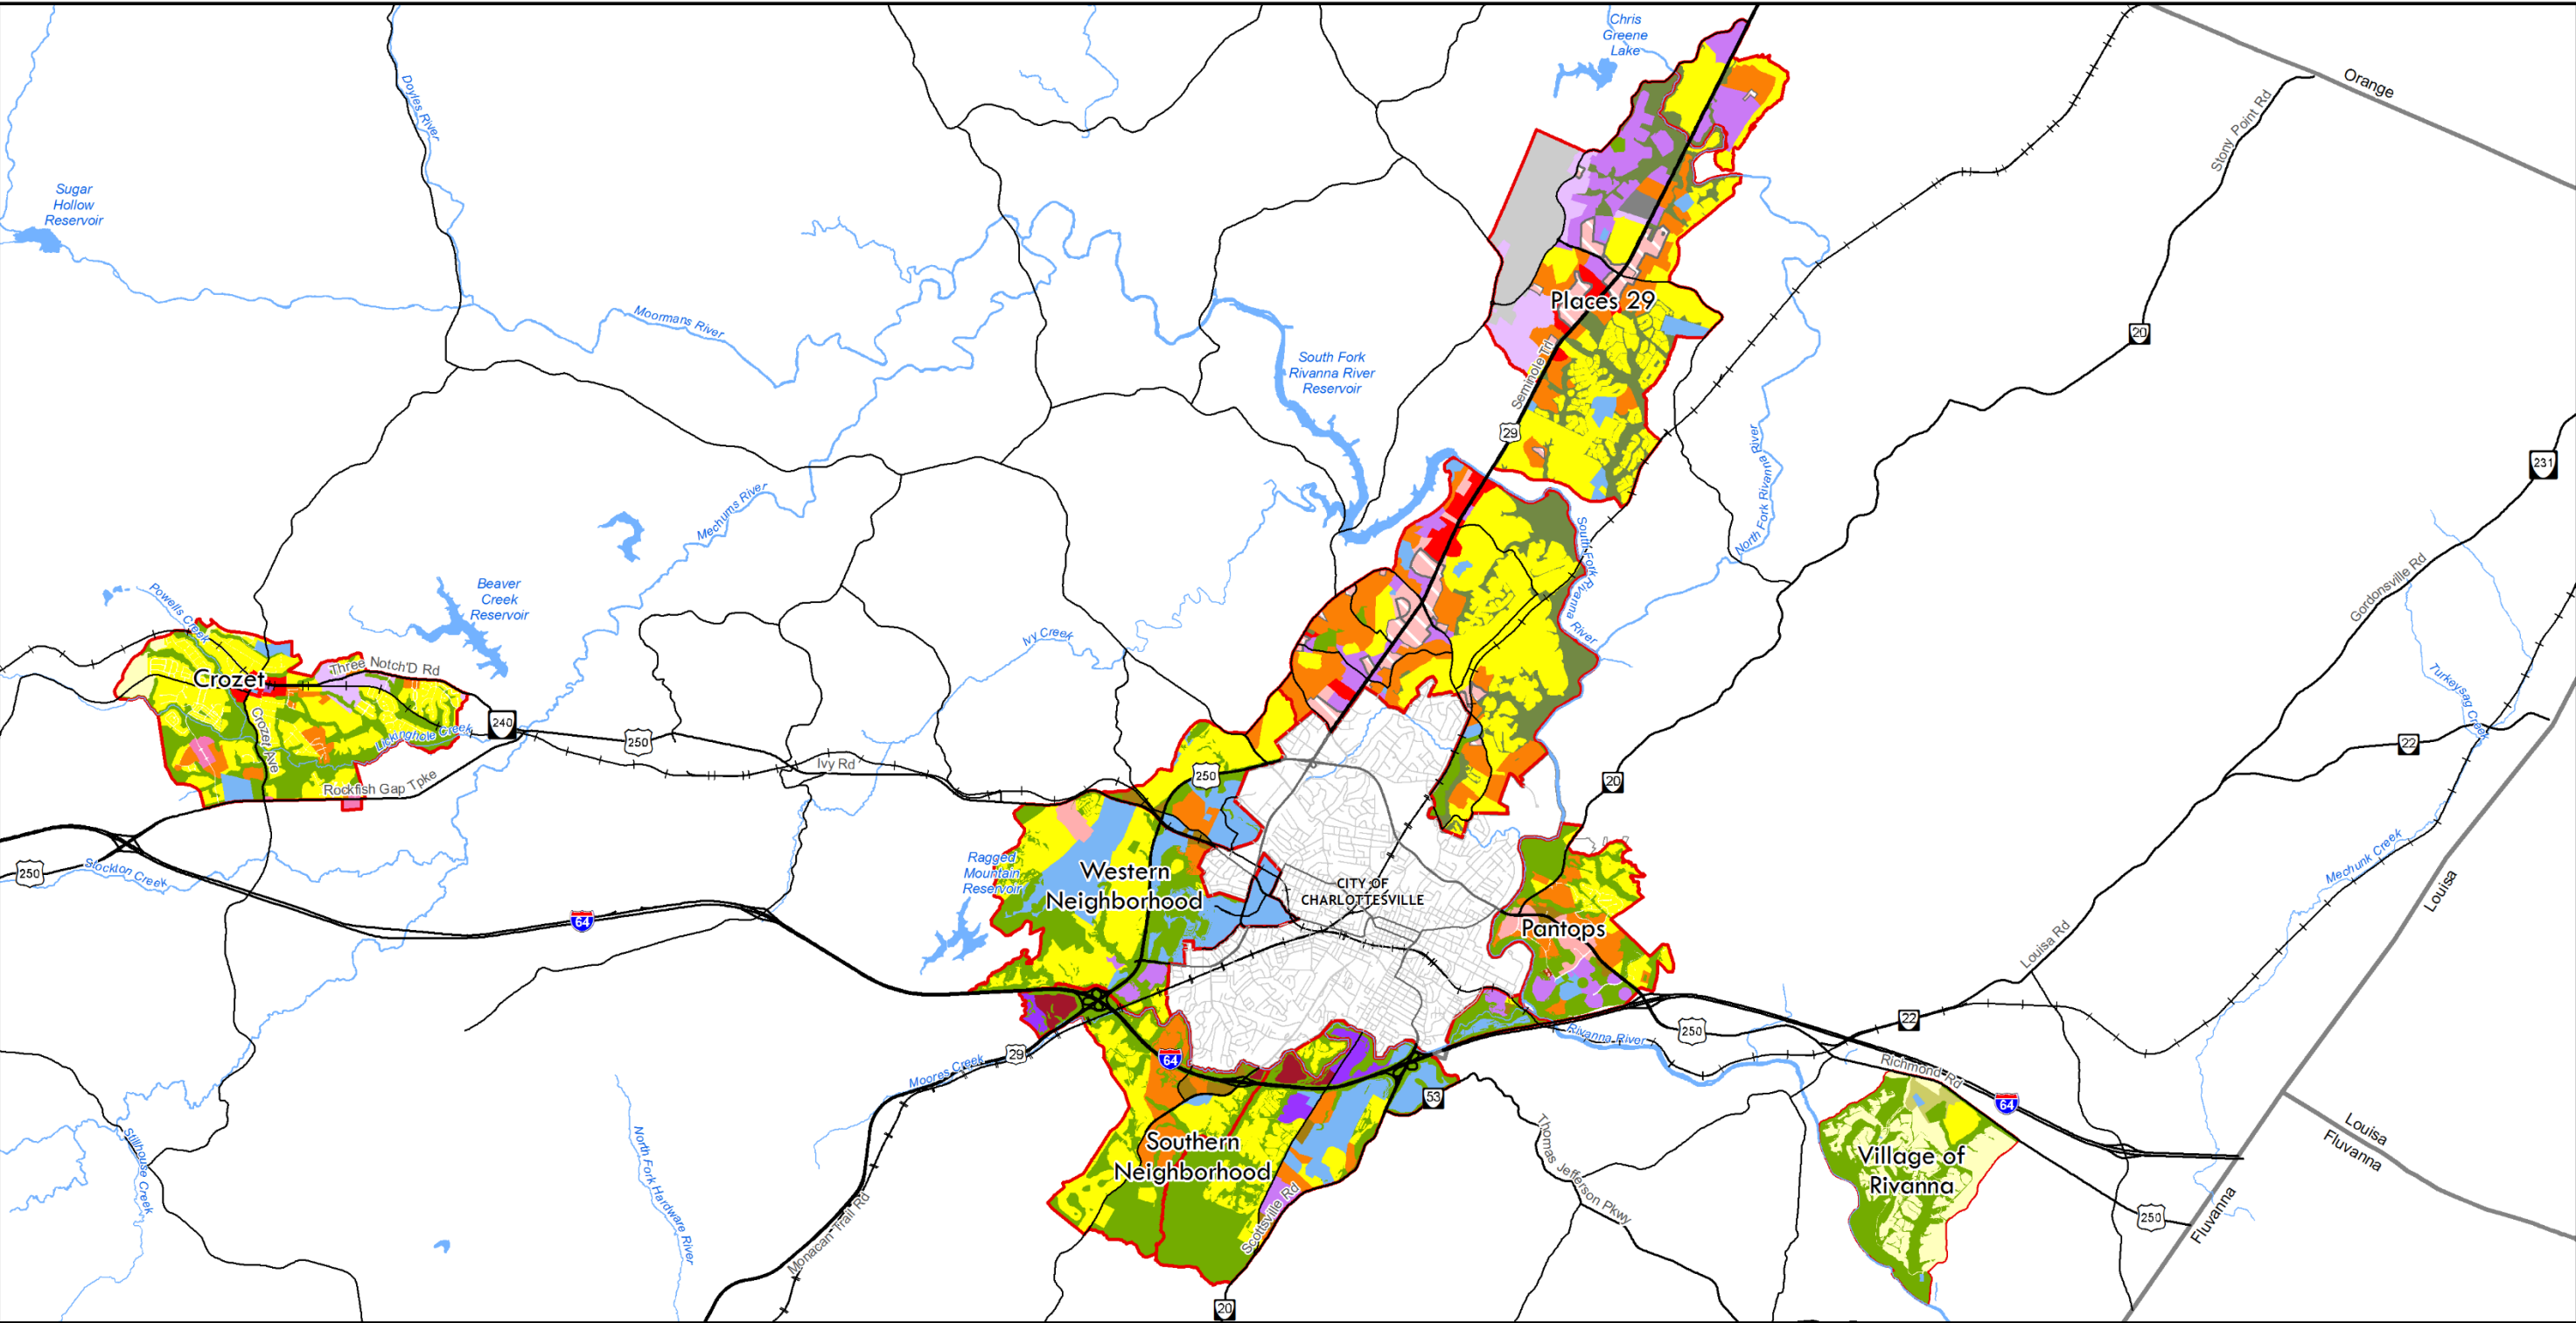 Chris
Greene
Lake
Orange
Doyles River
Stony Point Rd
Sugar
Hollow
Reservoir
Places 29
Moormans River
20
South Fork
Rivanna River
Reservoir
Seminole Trl
29
231
Mechums River
North Fork Rivanna River
South Fork Rivanna River
Beaver
Creek
Reservoir
Powells Creek
Gordonsville Rd
Ivy Creek
Three Notch'D Rd
Crozet
Turkeysag Creek
Crozet Ave
Lickinghole Creek
240
250
Ivy Rd
250
22
20
Rockfish Gap Tpke
Ragged
Mountain
Reservoir
Western
Neighborhood
CITY OF
CHARLOTTESVILLE
Pantops
250
Stockton Creek
Mechunk Creek
Louisa
64
Louisa Rd
22
250
Rivanna River
29
Moores Creek
64
Richmond Rd
64
53
Southern
Neighborhood
Thomas Jefferson Pkwy
Village of
Rivanna
Louisa
Fluvanna
Stillhouse Creek
North Fork Hardware River
Monacan Trail Rd
Scottsville Rd
250
Fluvanna
20